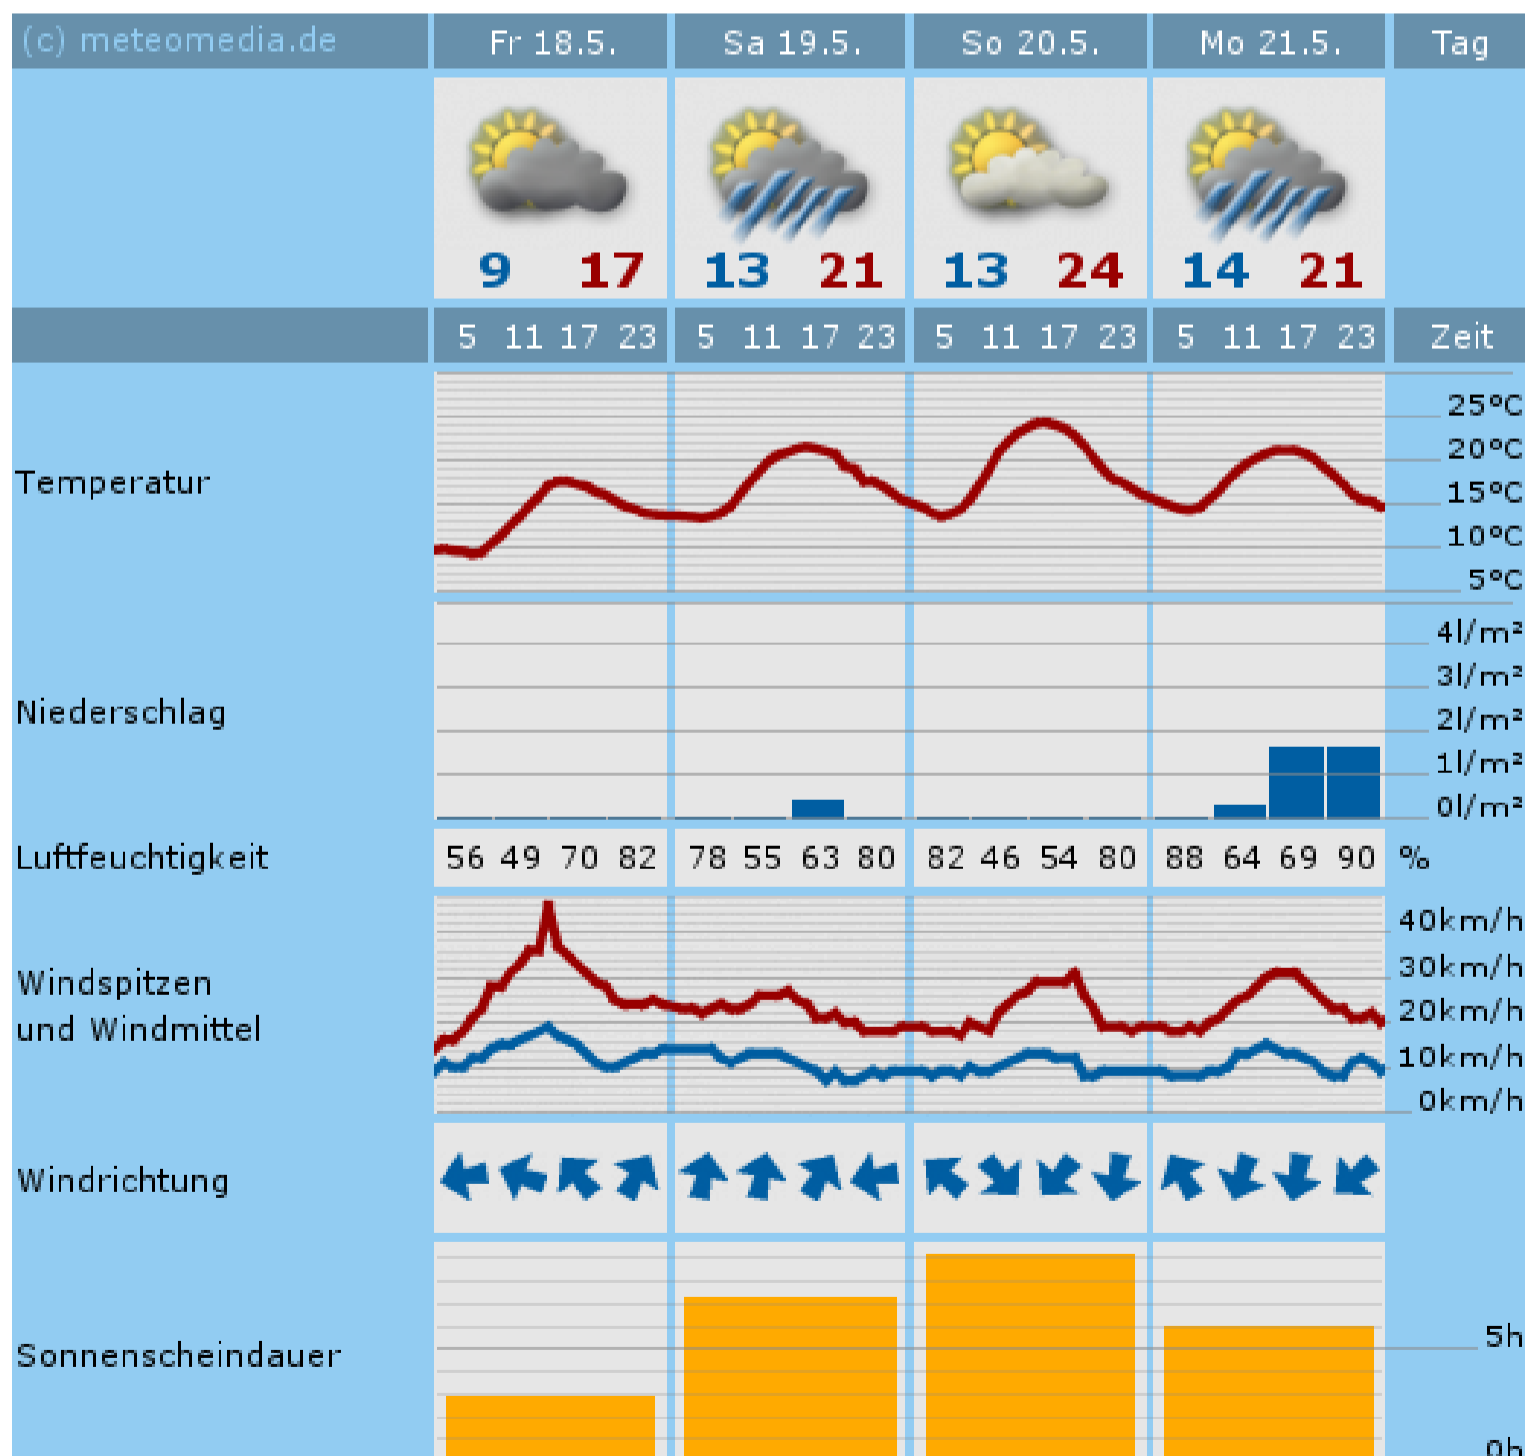 (c) meteomedia.de Fr 18.5. Sa 19.5. So 20.5. Mo 21.5. Tag
9 17 13 21 13 24 14 21
5 11 17 23 5 11 17 23 5 11 17 23 5 11 17 23 Zeit
25°C
20°C
Temperatur
15°C
10°C
5°C
4l/m²
3l/m²
Niederschlag
2l/m²
1l/m²
0l/m²
Luftfeuchtigkeit 56 49 70 82 78 55 63 80 82 46 54 80 88 64 69 90 %
40km/h
30km/h
Windspitzen
20km/h
und Windmittel
10km/h
0km/h
Windrichtung
5h
Sonnenscheindauer
0h